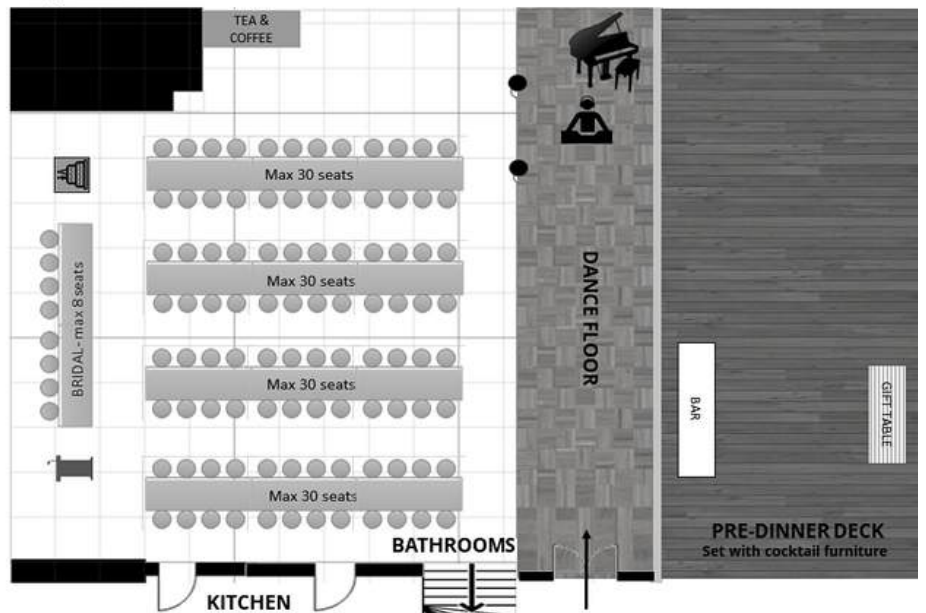 TEA &
COFFEE
Max 30 seats
Max 30 seats
Max 30 seats
Max 30 seats
BRIDAL- max 8 seats
DANCE FLOOR
BAR
GIFT TABLE
PRE-DINNER DECK
Set with cocktail furniture
BATHROOMS
KITCHEN